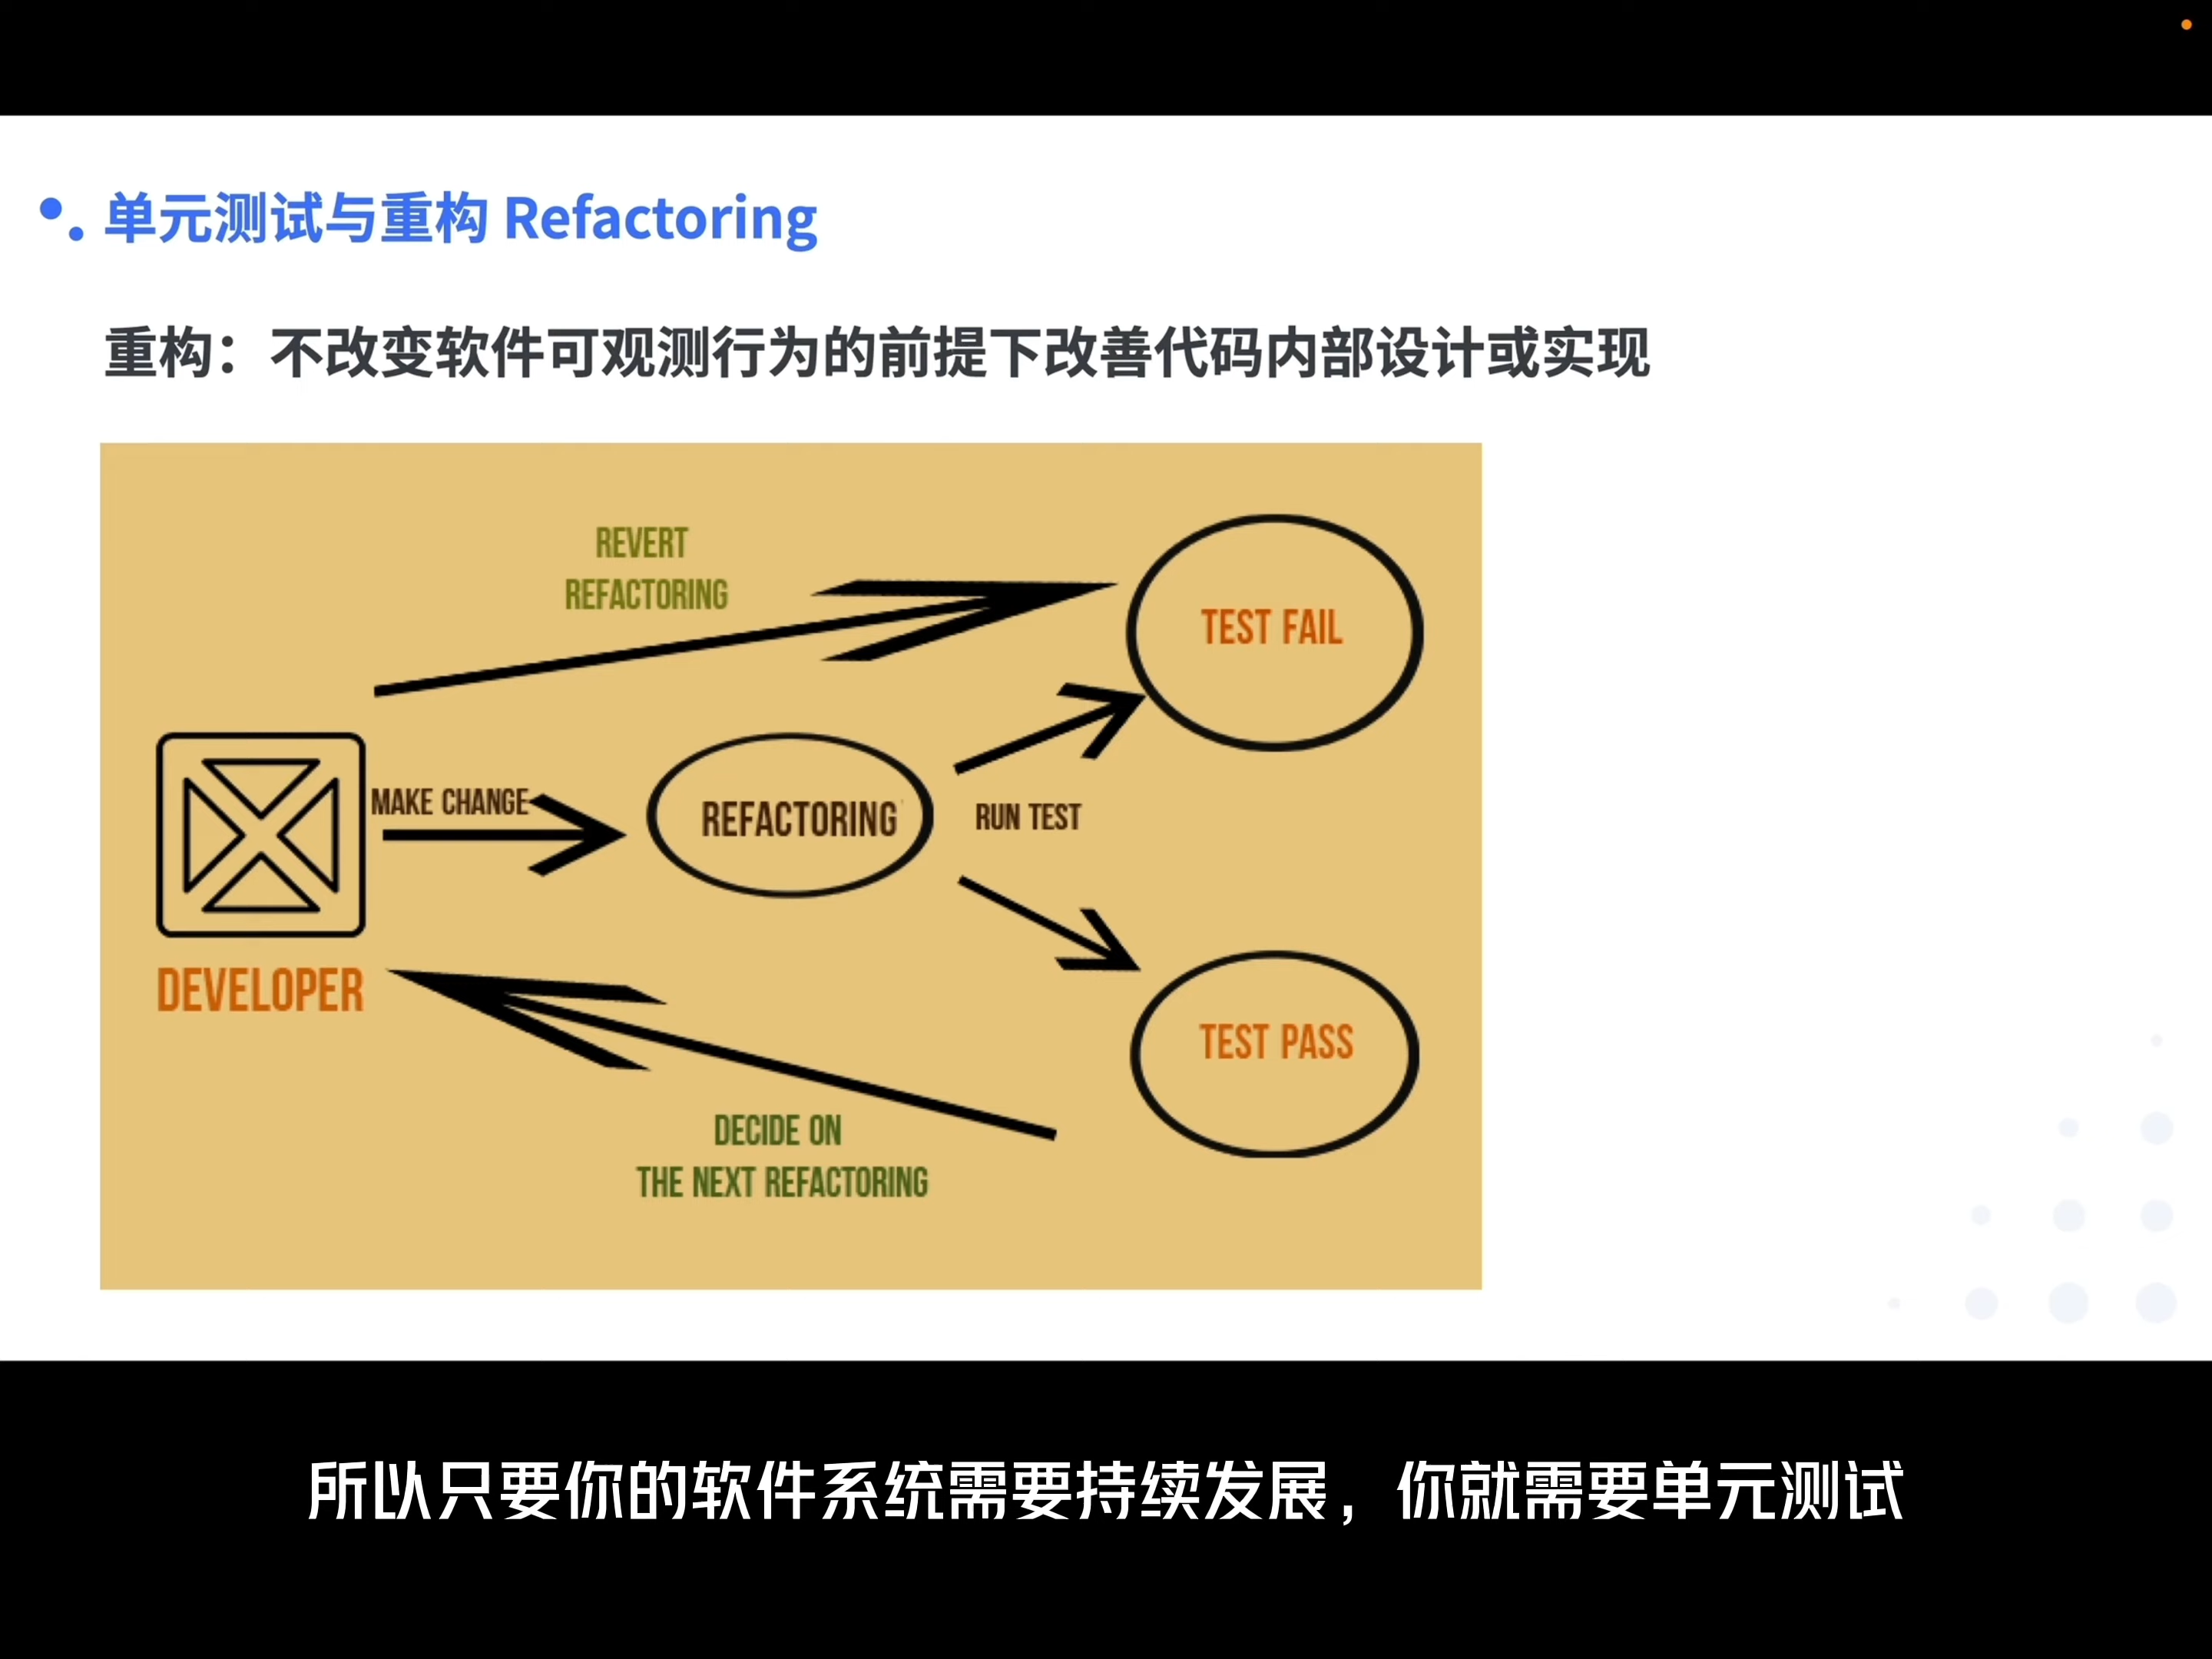 单元测试与重构 Refactoring
重构：不改变软件可观测行为的前提下改善代码内部设计或实现
REVERT
REFACTORING
TEST FAIL
MAKE CHANGE
REFACTORING
RUN TEST
DEVELOPER
TEST PASS
DECIDE ON
THE NEXT REFACTORING
所以只要你的软件系统需要持续发展，你就需要单元测试